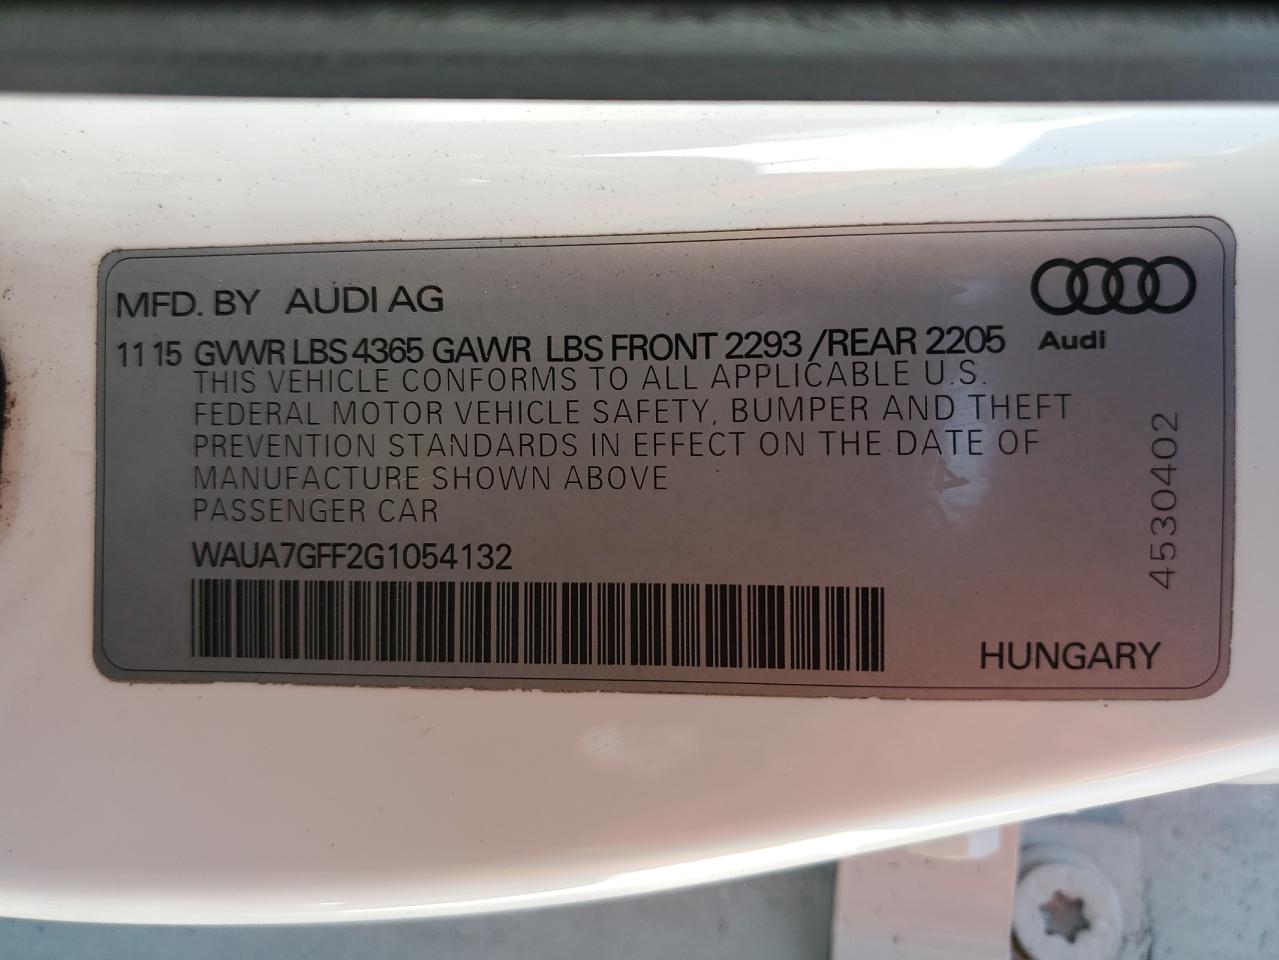 MFD. BY AUDI AG
11 15 GVWR LBS 4365 GAWR LBS FRONT 2293 /REAR 2205
Audi
THIS VEHICLE CONFORMS TO ALL APPLICABLE U.S.
FEDERAL MOTOR VEHICLE SAFETY, BUMPER AND THEFT
PREVENTION STANDARDS IN EFFECT ON THE DATE OF
MANUFACTURE SHOWN ABOVE
PASSENGER CAR
WAUA7GFF2G1054132
4530402
HUNGARY